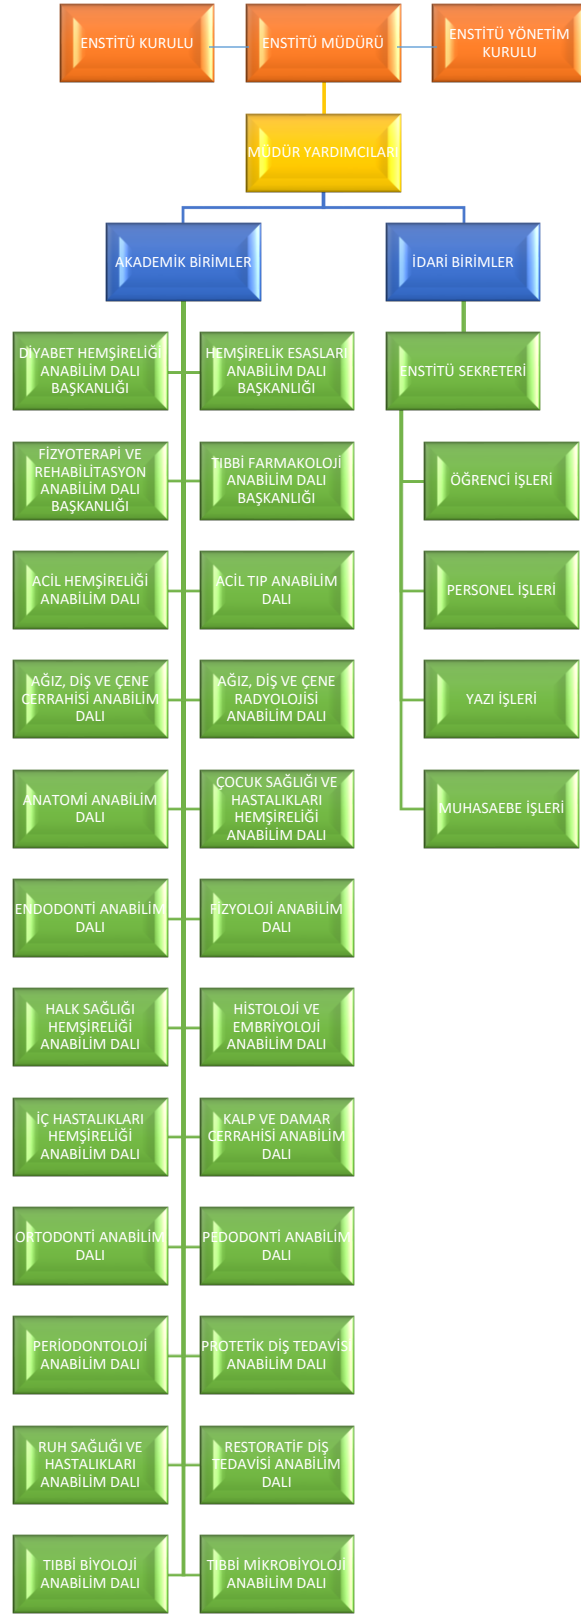 ENSTİTÜ KURULU
ENSTİTÜ MÜDÜRÜ
ENSTİTÜ YÖNETİM
KURULU
MÜDÜR YARDIMCILARI
AKADEMİK BİRİMLER
İDARİ BİRİMLER
DİYABET HEMŞİRELİĞİ
ANABİLİM DALI
BAŞKANLIĞI
HEMŞİRELİK ESASLARI
ANABİLİM DALI
BAŞKANLIĞI
ENSTİTÜ SEKRETERİ
FİZYOTERAPİ VE
REHABİLİTASYON
ANABİLİM DALI
BAŞKANLIĞI
TIBBİ FARMAKOLOJİ
ANABİLİM DALI
BAŞKANLIĞI
ÖĞRENCİ İŞLERİ
ACİL HEMŞİRELİĞİ
ANABİLİM DALI
ACİL TIP ANABİLİM
DALI
PERSONEL İŞLERİ
AĞIZ, DİŞ VE ÇENE
CERRAHİSİ ANABİLİM
DALI
AĞIZ, DİŞ VE ÇENE
RADYOLOJİSİ
ANABİLİM DALI
YAZI İŞLERİ
ANATOMİ ANABİLİM
DALI
ÇOCUK SAĞLIĞI VE
HASTALIKLARI
HEMŞİRELİĞİ
ANABİLİM DALI
MUHASAEBE İŞLERİ
ENDODONTİ ANABİLİM
DALI
FİZYOLOJİ ANABİLİM
DALI
HALK SAĞLIĞI
HEMŞİRELİĞİ
ANABİLİM DALI
HİSTOLOJİ VE
EMBRİYOLOJİ
ANABİLİM DALI
İÇ HASTALIKLARI
HEMŞİRELİĞİ
ANABİLİM DALI
KALP VE DAMAR
CERRAHİSİ ANABİLİM
DALI
ORTODONTİ ANABİLİM
DALI
PEDODONTİ ANABİLİM
DALI
PERİODONTOLOJİ
ANABİLİM DALI
PROTETİK DİŞ TEDAVİSİ
ANABİLİM DALI
RUH SAĞLIĞI VE
HASTALIKLARI
ANABİLİM DALI
RESTORATİF DİŞ
TEDAVİSİ ANABİLİM
DALI
TIBBİ BİYOLOJİ
ANABİLİM DALI
TIBBİ MİKROBİYOLOJİ
ANABİLİM DALI